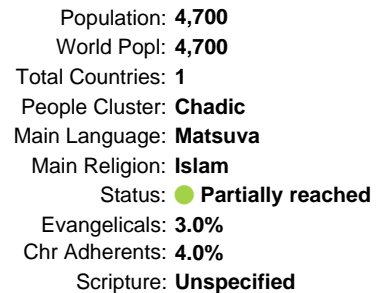 Population: 4,700
World Popl: 4,700
Total Countries: 1
People Cluster: Chadic
Main Language: Matsuva
Main Religion: Islam
Status: Partially reached
Evangelicals: 3.0%
Chr Adherents: 4.0%
Scripture: Unspecified